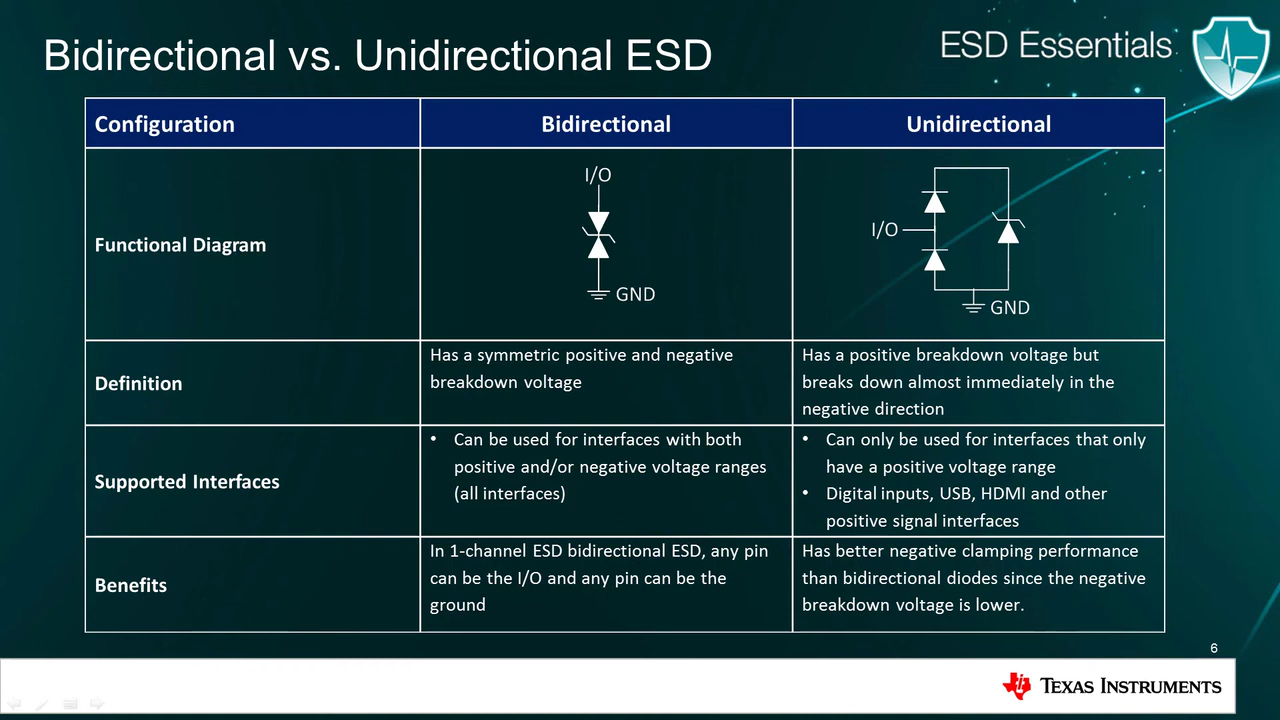 Bidirectional vs. Unidirectional ESD
ESD Essentials
Configuration
Bidirectional
Unidirectional
Functional Diagram
I/O
GND
I/O
GND
Definition
Has a symmetric positive and negative
breakdown voltage
Has a positive breakdown voltage but
breaks down almost immediately in the
negative direction
Supported Interfaces
• Can be used for interfaces with both
positive and/or negative voltage ranges
(all interfaces)
• Can only be used for interfaces that only
have a positive voltage range
• Digital inputs, USB, HDMI and other
positive signal interfaces
Benefits
In 1-channel ESD bidirectional ESD, any pin
can be the I/O and any pin can be the
ground
Has better negative clamping performance
than bidirectional diodes since the negative
breakdown voltage is lower.
6
TEXAS INSTRUMENTS